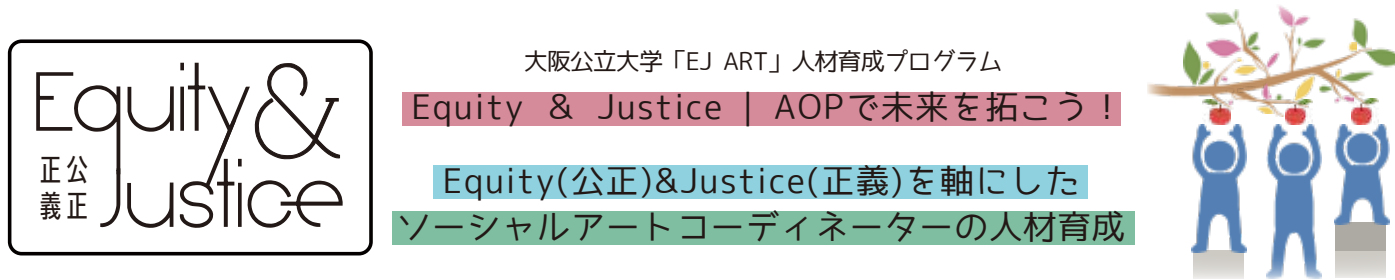 Equity&
公正
正義
Justice
大阪公立大学「EJ ART」人材育成プログラム
Equity & Justice | AOPで未来を拓こう！
Equity(公正)&Justice(正義)を軸にした
ソーシャルアートコーディネーターの人材育成